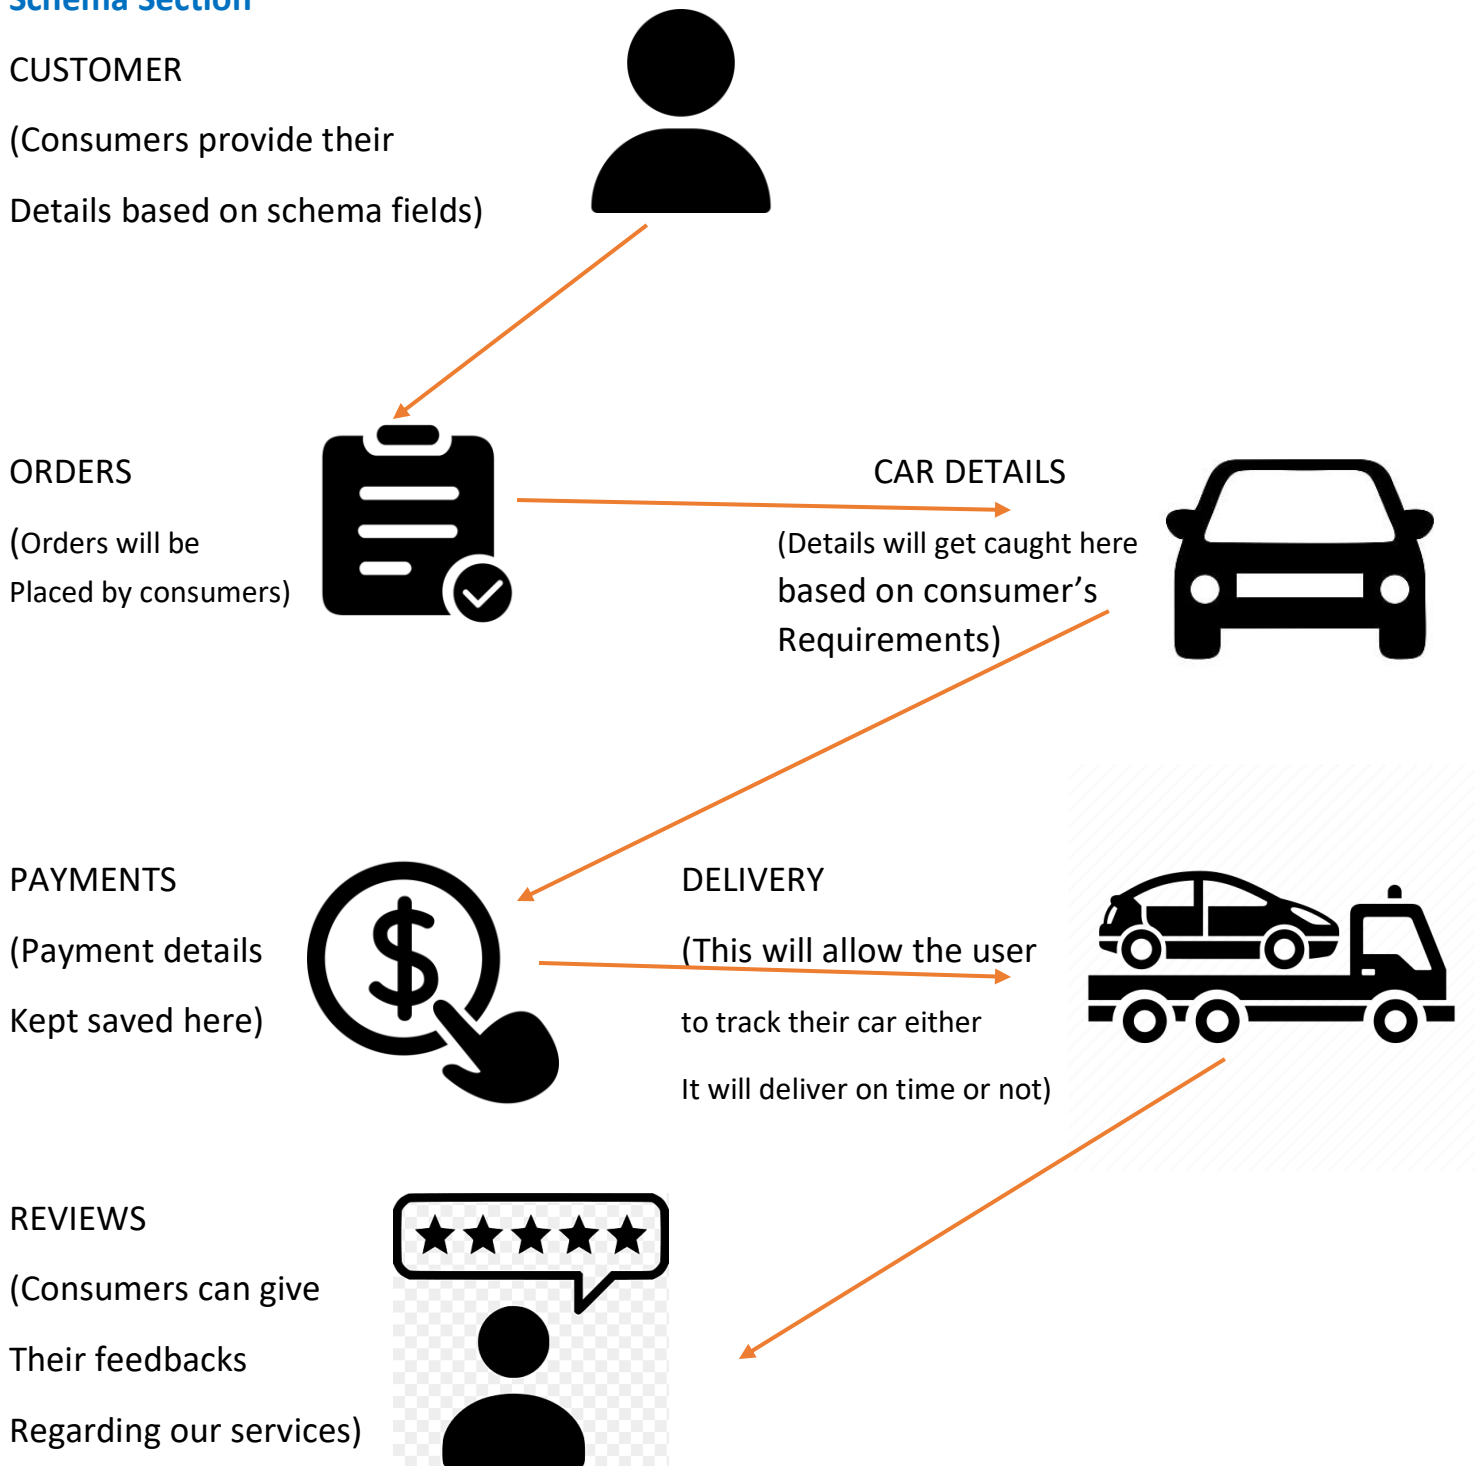 Schema Section
CUSTOMER
(Consumers provide their
Details based on schema fields)
ORDERS
(Orders will be
Placed by consumers)
CAR DETAILS
(Details will get caught here
based on consumer’s
Requirements)
PAYMENTS
(Payment details
Kept saved here)
DELIVERY
(This will allow the user
to track their car either
It will deliver on time or not)
REVIEWS
(Consumers can give
Their feedbacks
Regarding our services)